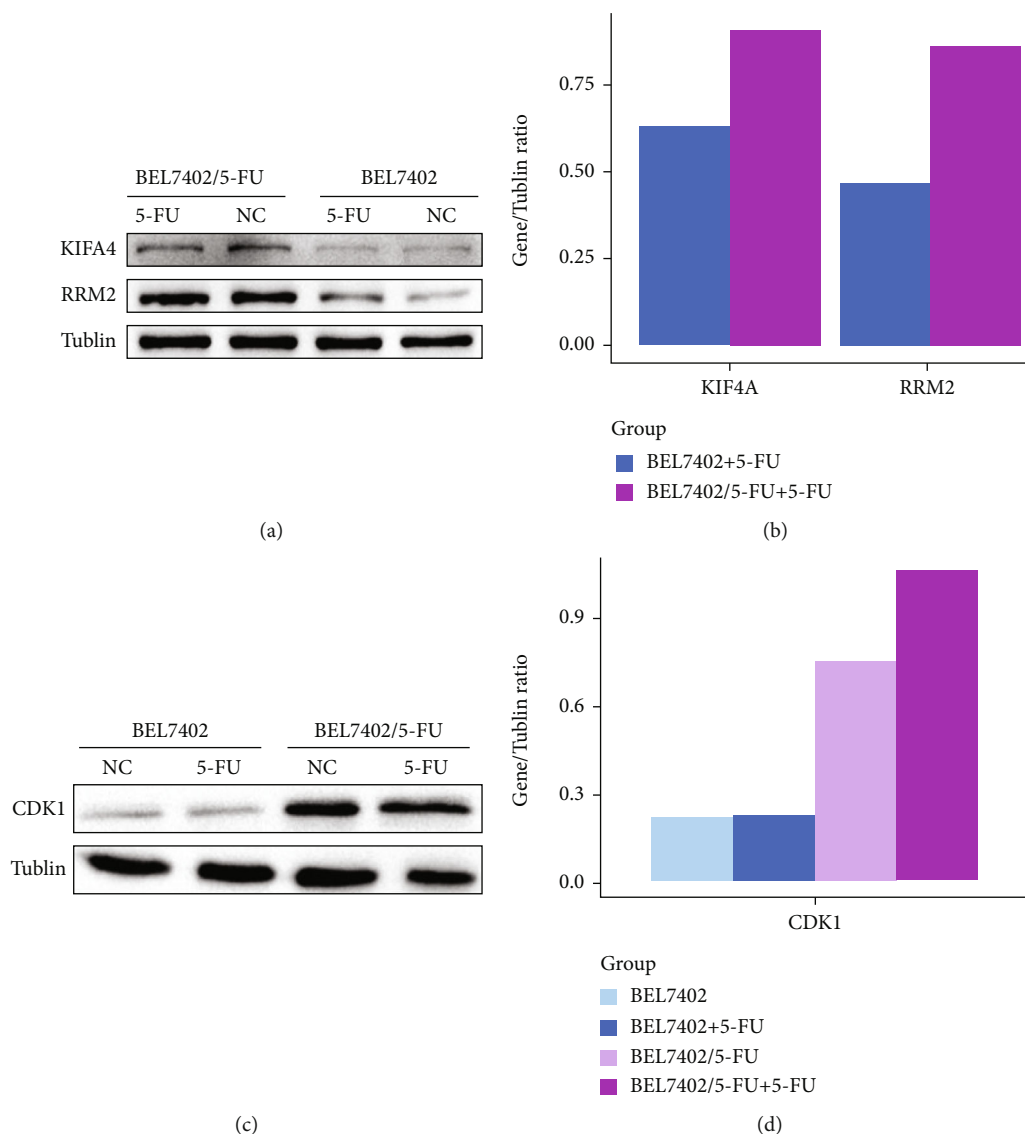 BEL7402/5-FU BEL7402
5-FU NC 5-FU NC
KIFA4
RRM2
Tublin
(a)
Gene/Tublin ratio
0.75
0.50
0.25
0.00
KIF4A RRM2
Group
BEL7402+5-FU
BEL7402/5-FU+5-FU
(b)
BEL7402 BEL7402/5-FU
NC 5-FU NC 5-FU
CDK1
Tublin
(c)
Gene/Tublin ratio
0.9
0.6
0.3
0.0
CDK1
Group
BEL7402
BEL7402+5-FU
BEL7402/5-FU
BEL7402/5-FU+5-FU
(d)